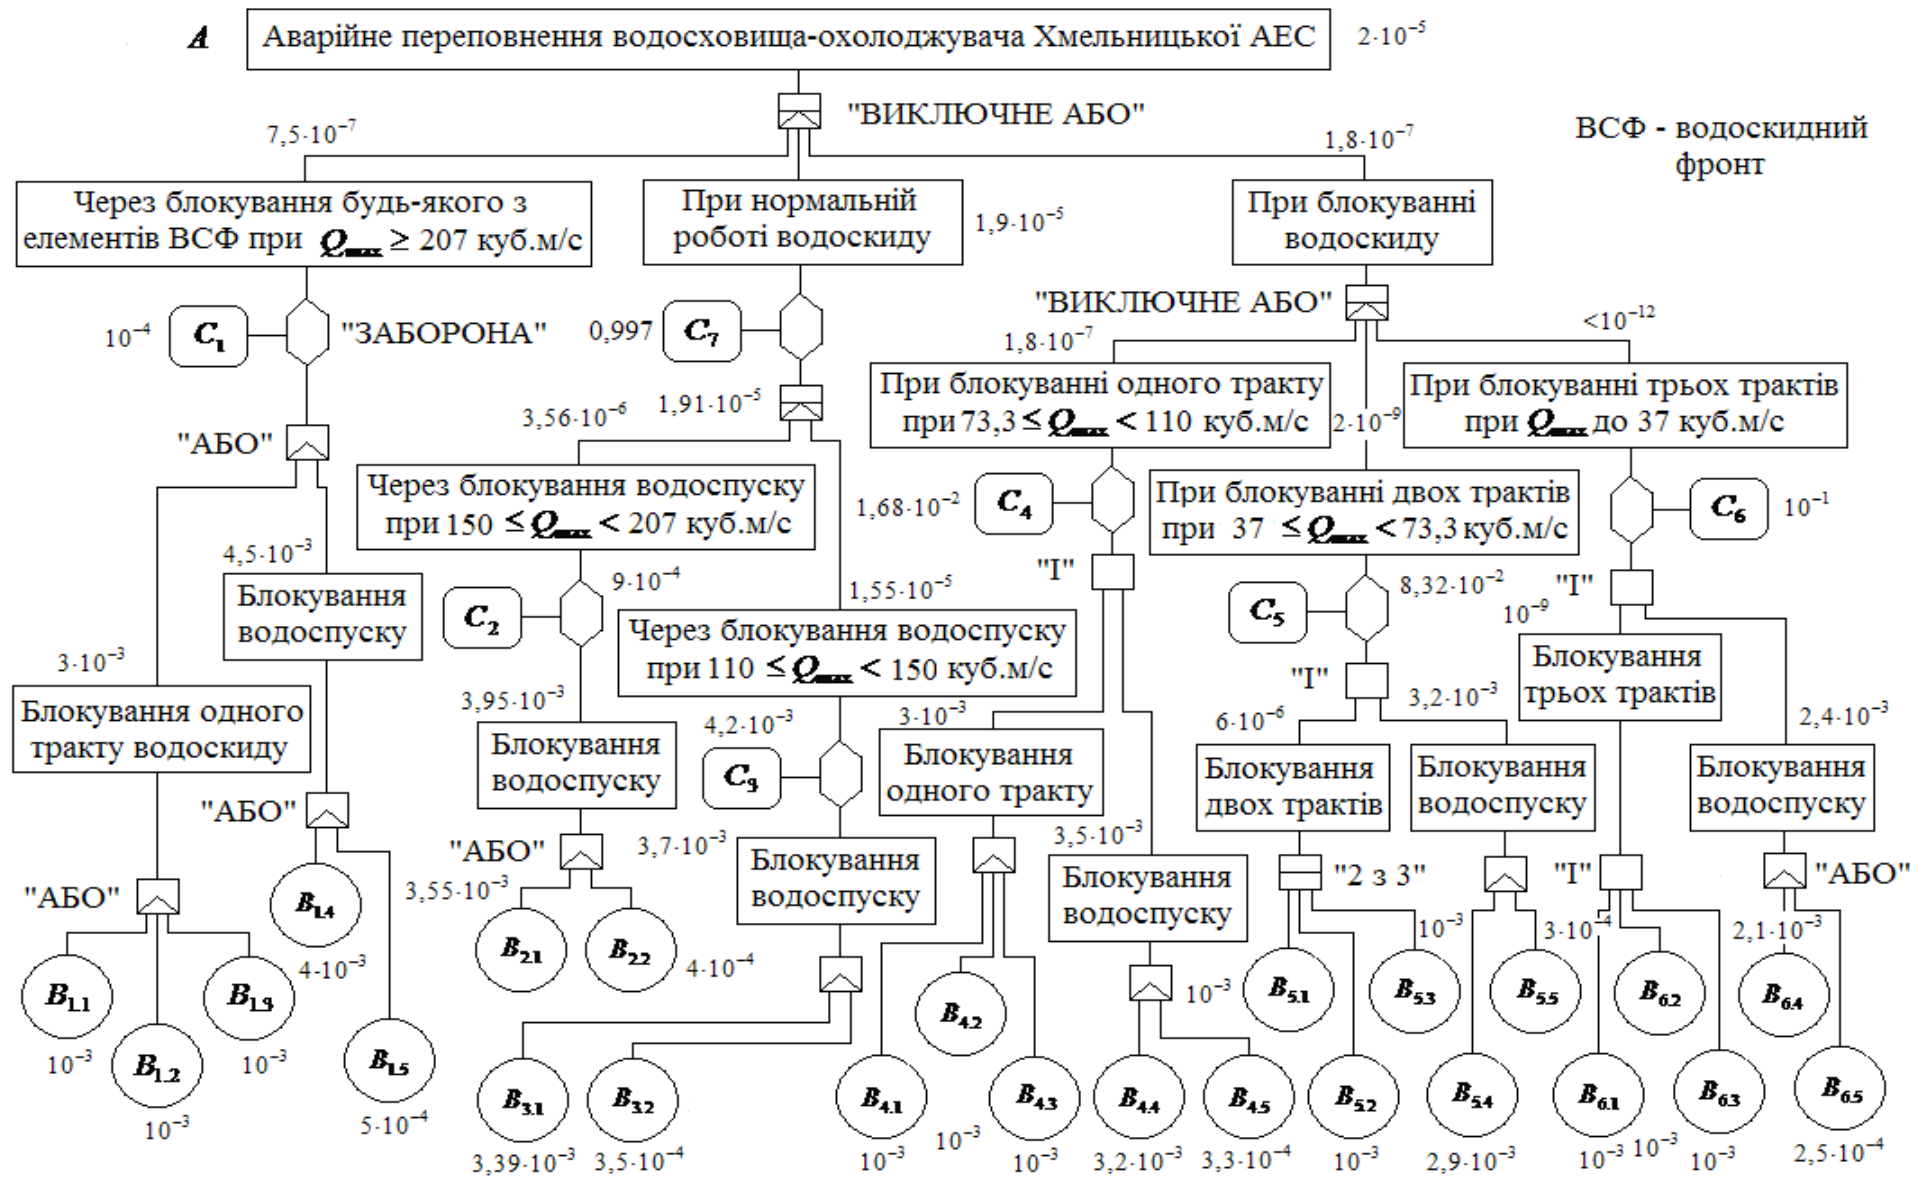 A
Аварійне переповнення водосховища-охолоджувача Хмельницької АЕС
2·10⁻⁵
"ВИКЛЮЧНЕ АБО"
ВСФ - водоскидний
фронт
7,5·10⁻⁷
1,8·10⁻⁷
Через блокування будь-якого з
елементів ВСФ при Qmax ≥ 207 куб.м/с
При нормальній
роботі водоскиду
1,9·10⁻⁵
При блокуванні
водоскиду
10⁻⁴
C₁
"ЗАБОРОНА"
0,997
C₇
"ВИКЛЮЧНЕ АБО"
1,8·10⁻⁷
<10⁻¹²
При блокуванні одного тракту
при 73,3 ≤ Qmax < 110 куб.м/с
2·10⁻⁹
При блокуванні трьох трактів
при Qmax до 37 куб.м/с
3,56·10⁻⁶
1,91·10⁻⁵
"АБО"
Через блокування водоспуску
при 150 ≤ Qmax < 207 куб.м/с
1,68·10⁻²
C₄
При блокуванні двох трактів
при 37 ≤ Qmax < 73,3 куб.м/с
C₆
10⁻¹
4,5·10⁻³
Блокування
водоспуску
C₂
9·10⁻⁴
1,55·10⁻⁵
Через блокування водоспуску
при 110 ≤ Qmax < 150 куб.м/с
"І"
C₅
8,32·10⁻²
"І"
10⁻⁹
Блокування
трьох трактів
3·10⁻³
Блокування одного
тракту водоскиду
3,95·10⁻³
Блокування
водоспуску
4,2·10⁻³
C₃
3·10⁻³
Блокування
одного тракту
"І"
6·10⁻⁶
3,2·10⁻³
Блокування
двох трактів
Блокування
водоспуску
2,4·10⁻³
Блокування
водоспуску
"АБО"
"АБО"
3,7·10⁻³
Блокування
водоспуску
3,5·10⁻³
Блокування
водоспуску
"2 з 3"
"І"
"АБО"
"АБО"
B1.4
4·10⁻³
3,55·10⁻³
B2.1
B2.2
4·10⁻⁴
10⁻³
3·10⁻⁴
2,1·10⁻³
B1.1
10⁻³
B1.2
10⁻³
B1.3
10⁻³
B1.5
5·10⁻⁴
B4.2
10⁻³
10⁻³
B5.1
B5.3
B5.5
B6.2
B6.4
B3.1
B3.2
B4.1
B4.3
B4.4
B4.5
B5.2
B5.4
B6.1
B6.3
B6.5
3,39·10⁻³
3,5·10⁻⁴
10⁻³
10⁻³
3,2·10⁻³
3,3·10⁻⁴
10⁻³
2,9·10⁻³
10⁻³
10⁻³
10⁻³
2,5·10⁻⁴